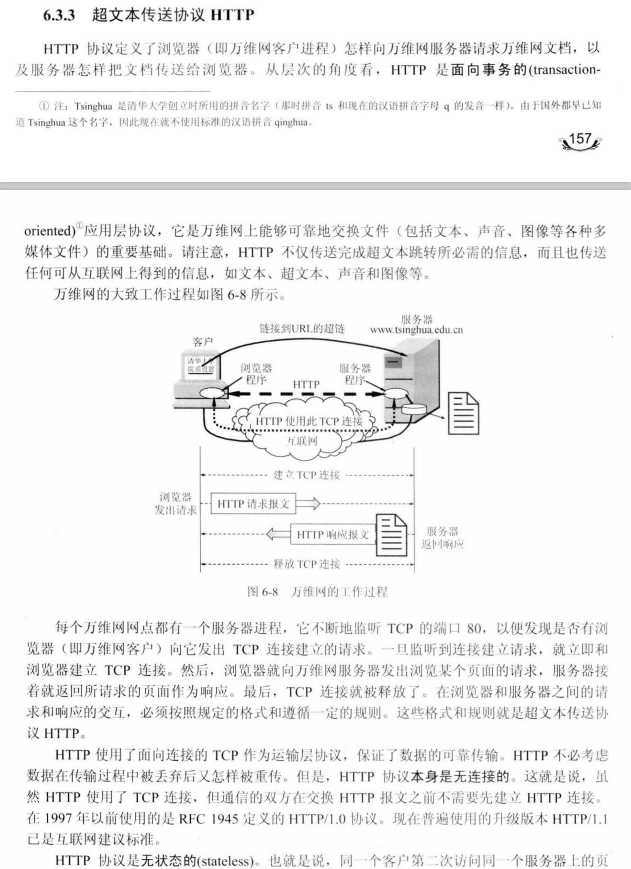 6.3.3 超文本传送协议 HTTP
HTTP 协议定义了浏览器（即万维网客户进程）怎样向万维网服务器请求万维网文档，以
及服务器怎样把文档传送给浏览器。从层次的角度看，HTTP 是面向事务的(transaction-
① 注：Tsinghua 是清华大学创立时所用的拼音名字（那时拼音 ts 和现在的汉语拼音字母 q 的发音一样）。由于国外都早已知
道 Tsinghua 这个名字，因此现在就不使用标准的汉语拼音 qinghua。
157
oriented)①应用层协议，它是万维网上能够可靠地交换文件（包括文本、声音、图像等各种多
媒体文件）的重要基础。请注意，HTTP 不仅传送完成超文本跳转所必需的信息，而且也传送
任何可从互联网上得到的信息，如文本、超文本、声音和图像等。
万维网的大致工作过程如图 6-8 所示。
服务器
链接到URL的超链
www.tsinghua.edu.cn
客户
清华大学
院系设置
浏览器
程序
服务器
程序
HTTP
HTTP 使用此 TCP 连接
互联网
建立 TCP 连接
浏览器
发出请求
HTTP 请求报文
HTTP 响应报文
服务器
返回响应
释放 TCP 连接
图 6-8 万维网的工作过程
每个万维网网点都有一个服务器进程，它不断地监听 TCP 的端口 80，以便发现是否有浏
览器（即万维网客户）向它发出 TCP 连接建立的请求。一旦监听到连接建立请求，就立即和
浏览器建立 TCP 连接。然后，浏览器就向万维网服务器发出浏览某个页面的请求，服务器接
着就返回所请求的页面作为响应。最后，TCP 连接就被释放了。在浏览器和服务器之间的请
求和响应的交互，必须按照规定的格式和遵循一定的规则。这些格式和规则就是超文本传送协
议 HTTP。
HTTP 使用了面向连接的 TCP 作为运输层协议，保证了数据的可靠传输。HTTP 不必考虑
数据在传输过程中被丢弃后又怎样被重传。但是，HTTP 协议本身是无连接的。这就是说，虽
然 HTTP 使用了 TCP 连接，但通信的双方在交换 HTTP 报文之前不需要先建立 HTTP 连接。
在 1997 年以前使用的是 RFC 1945 定义的 HTTP/1.0 协议。现在普遍使用的升级版本 HTTP/1.1
已是互联网建议标准。
HTTP 协议是无状态的(stateless)。也就是说，同一个客户第二次访问同一个服务器上的页